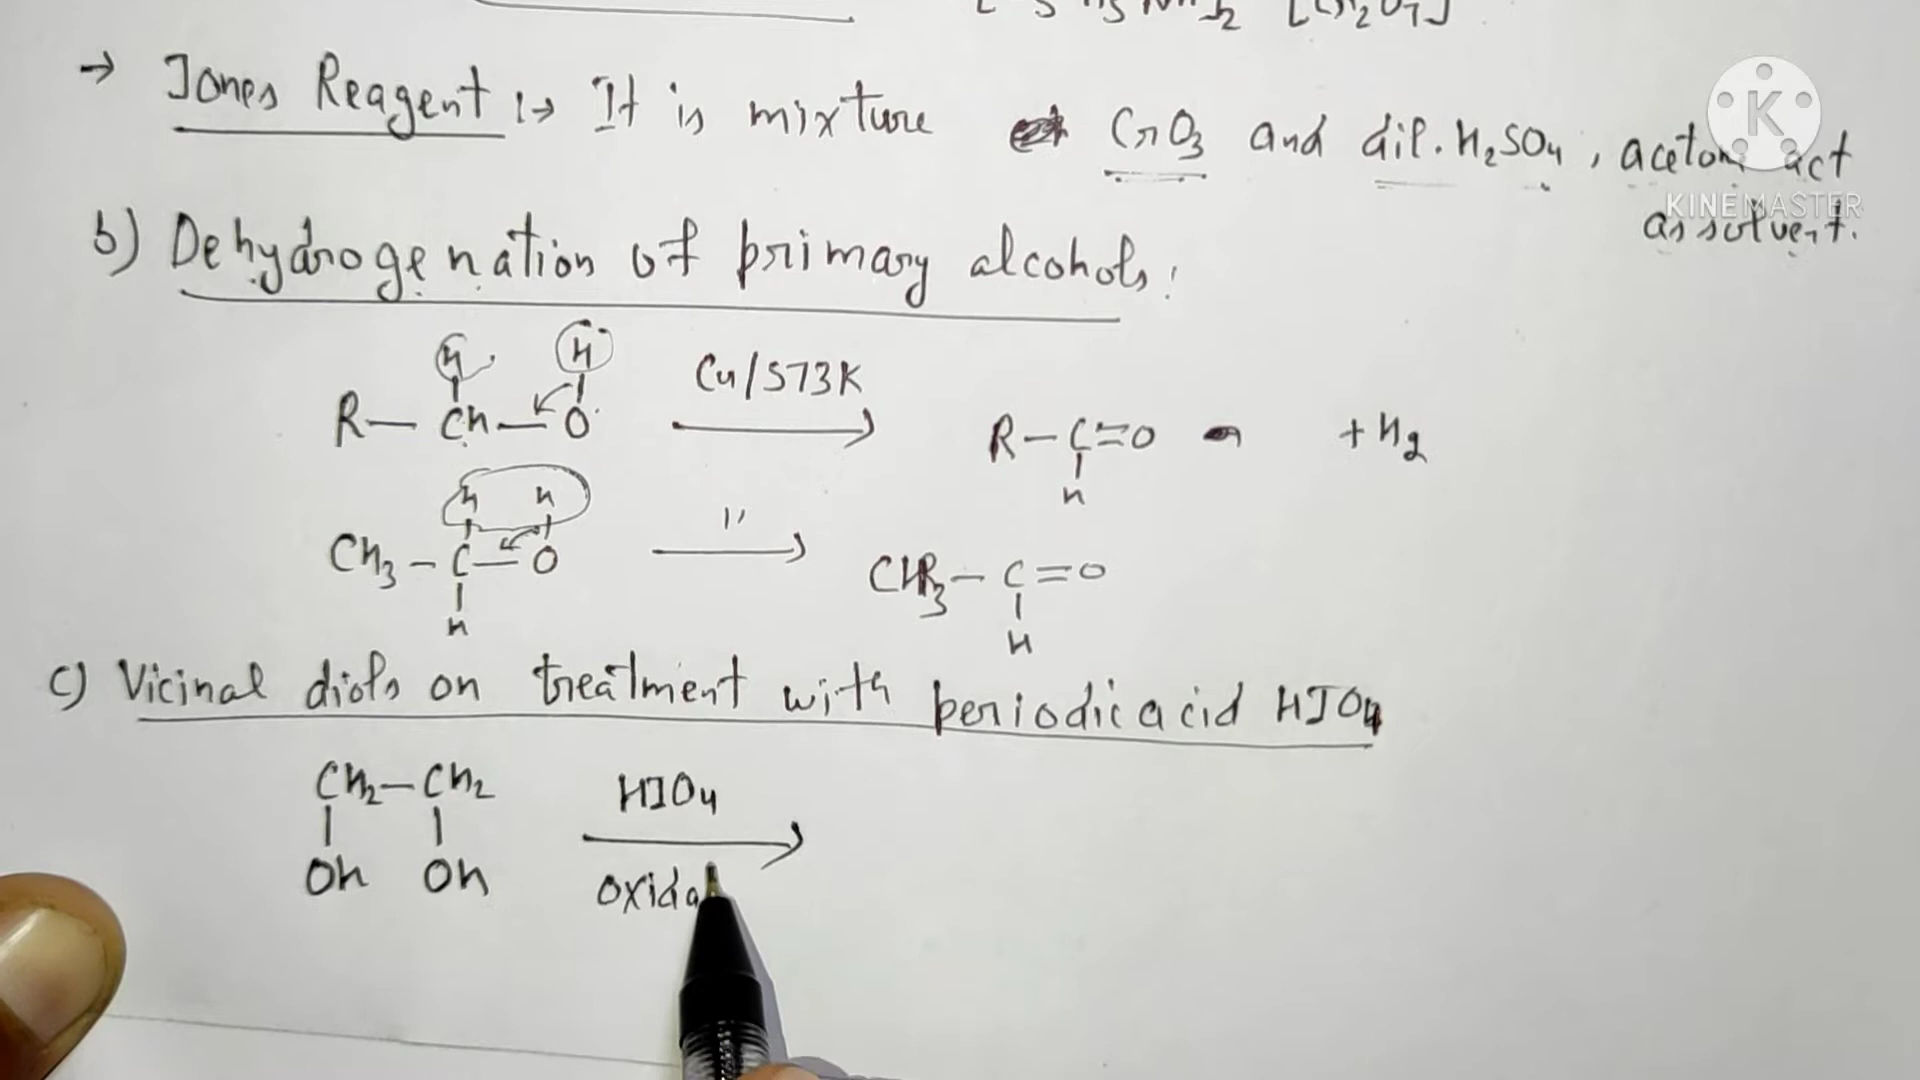 → Jones Reagent :→ It is mixture of CrO3 and dil. H2SO4, acetone act
as solvent.
b) Dehydrogenation of primary alcohols:
H H
R — CH — O Cu/573K R — C = O + H2
H
H H
CH3 — C — O '' CH3 — C = O
H H
c) Vicinal diols on treatment with periodic acid HIO4
CH2 — CH2 HIO4
OH OH oxida
K
KINEMASTER